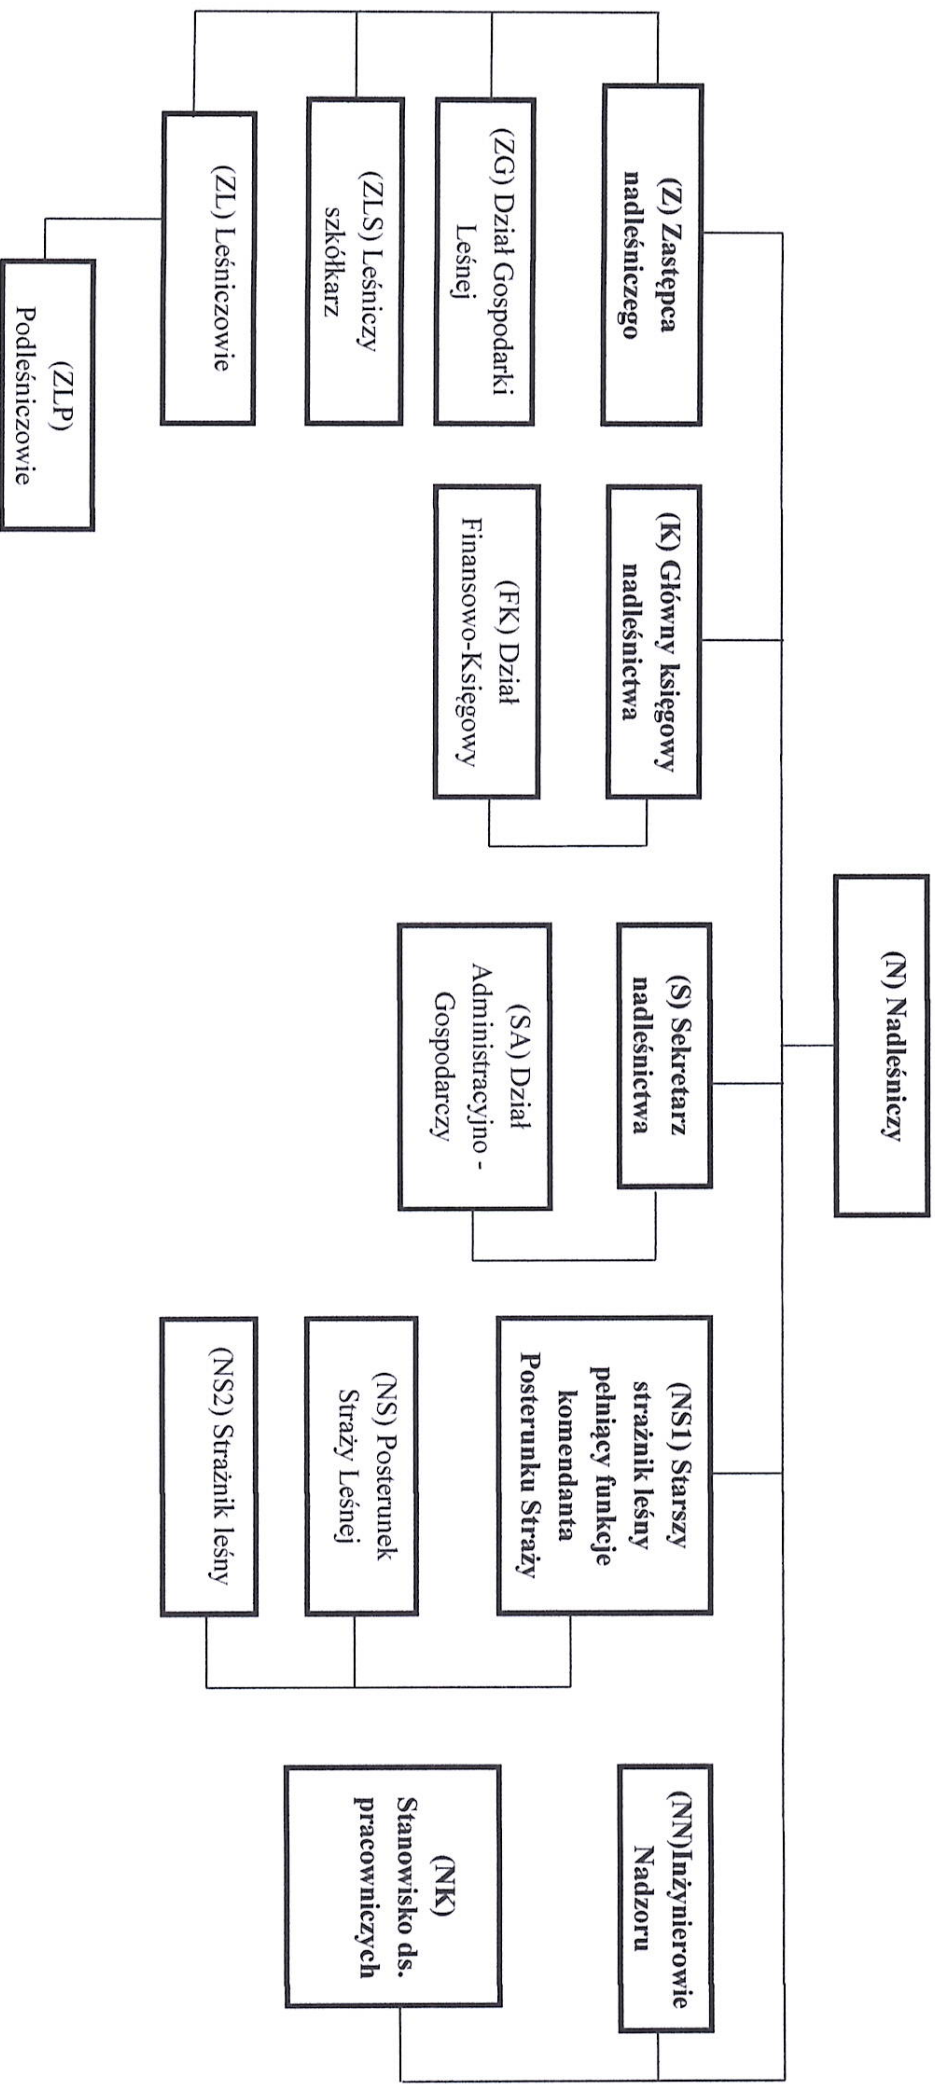 (N) Nadleśniczy
(Z) Zastępca
nadleśniczego
(K) Główny księgowy
nadleśnictwa
(S) Sekretarz
nadleśnictwa
(NS1) Starszy
strażnik leśny
pełniący funkcje
komendanta
Posterunku Straży
(NN)Inżynierowie
Nadzoru
(ZG) Dział Gospodarki
Leśnej
(FK) Dział
Finansowo-Księgowy
(SA) Dział
Administracyjno -
Gospodarczy
(NS) Posterunek
Straży Leśnej
(NK)
Stanowisko ds.
pracowniczych
(ZLS) Leśniczy
szkółkarz
(NS2) Strażnik leśny
(ZL) Leśniczowie
(ZLP)
Podleśniczowie